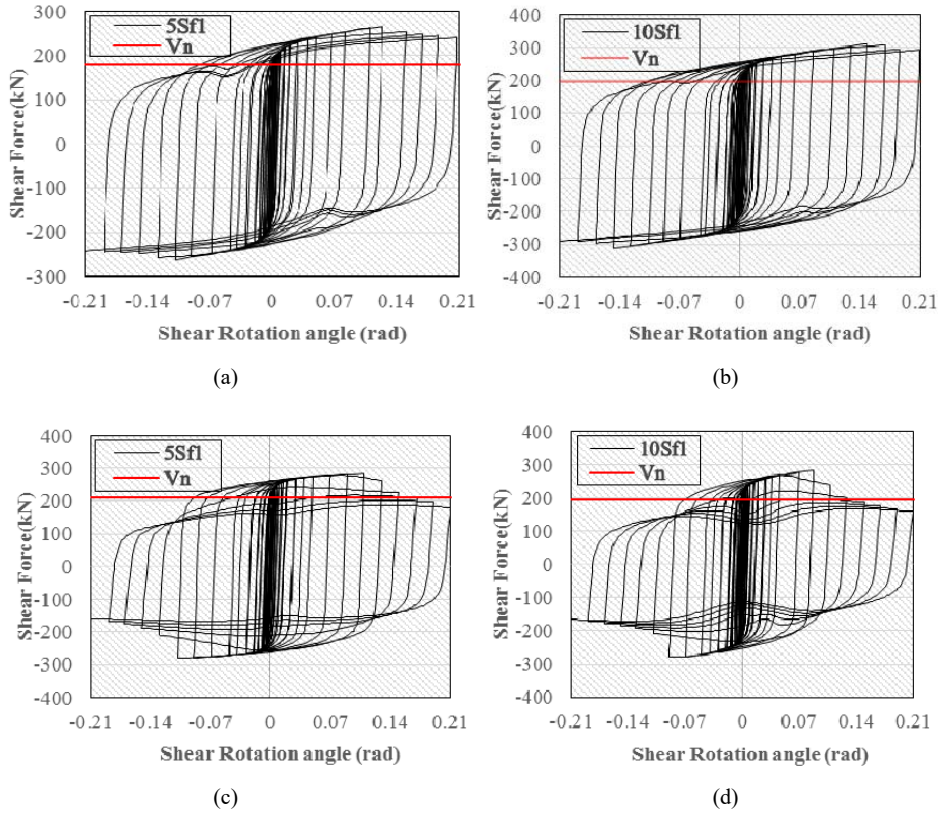 5Sf1
Vn
300
200
100
0
-100
-200
-300
Shear Force(kN)
-0.21 -0.14 -0.07 0 0.07 0.14 0.21
Shear Rotation angle (rad)
(a)
10Sf1
Vn
400
300
200
100
0
-100
-200
-300
-400
Shear Force(kN)
-0.21 -0.14 -0.07 0 0.07 0.14 0.21
Shear Rotation angle (rad)
(b)
5Sf1
Vn
400
300
200
100
0
-100
-200
-300
-400
Shear Force(kN)
-0.21 -0.14 -0.07 0 0.07 0.14 0.21
Shear Rotation angle (rad)
(c)
10Sf1
Vn
400
300
200
100
0
-100
-200
-300
-400
Shear Force(kN)
-0.21 -0.14 -0.07 0 0.07 0.14 0.21
Shear Rotation angle (rad)
(d)